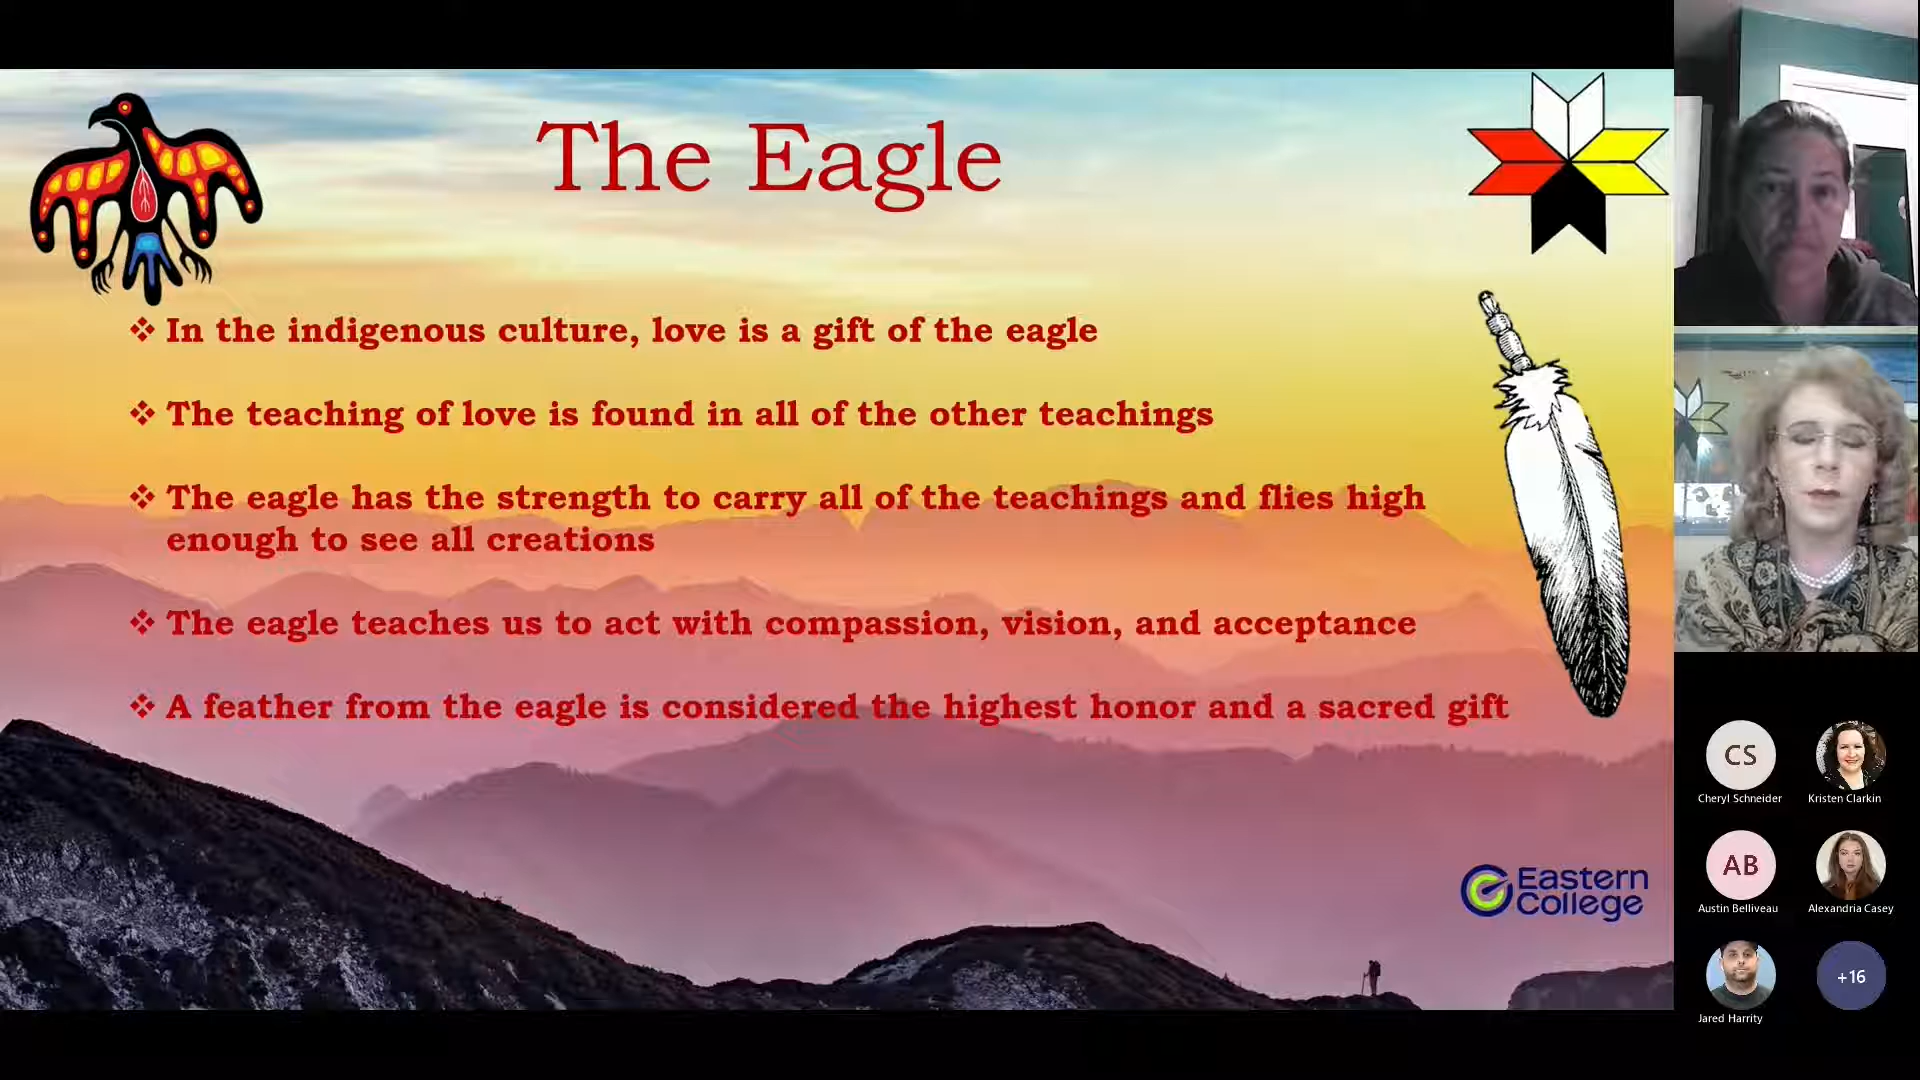 The Eagle
❖ In the indigenous culture, love is a gift of the eagle
❖ The teaching of love is found in all of the other teachings
❖ The eagle has the strength to carry all of the teachings and flies high
enough to see all creations
❖ The eagle teaches us to act with compassion, vision, and acceptance
❖ A feather from the eagle is considered the highest honor and a sacred gift
Eastern
College
CS
Cheryl Schneider
Kristen Clarkin
AB
Austin Belliveau
Alexandria Casey
Jared Harrity
+16